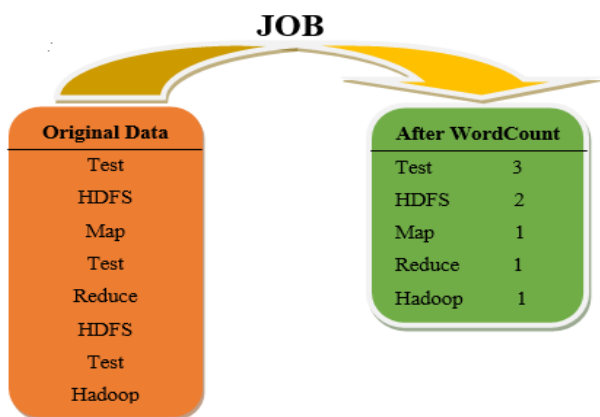 JOB
Original Data
Test
HDFS
Map
Test
Reduce
HDFS
Test
Hadoop
After WordCount
Test 3
HDFS 2
Map 1
Reduce 1
Hadoop 1